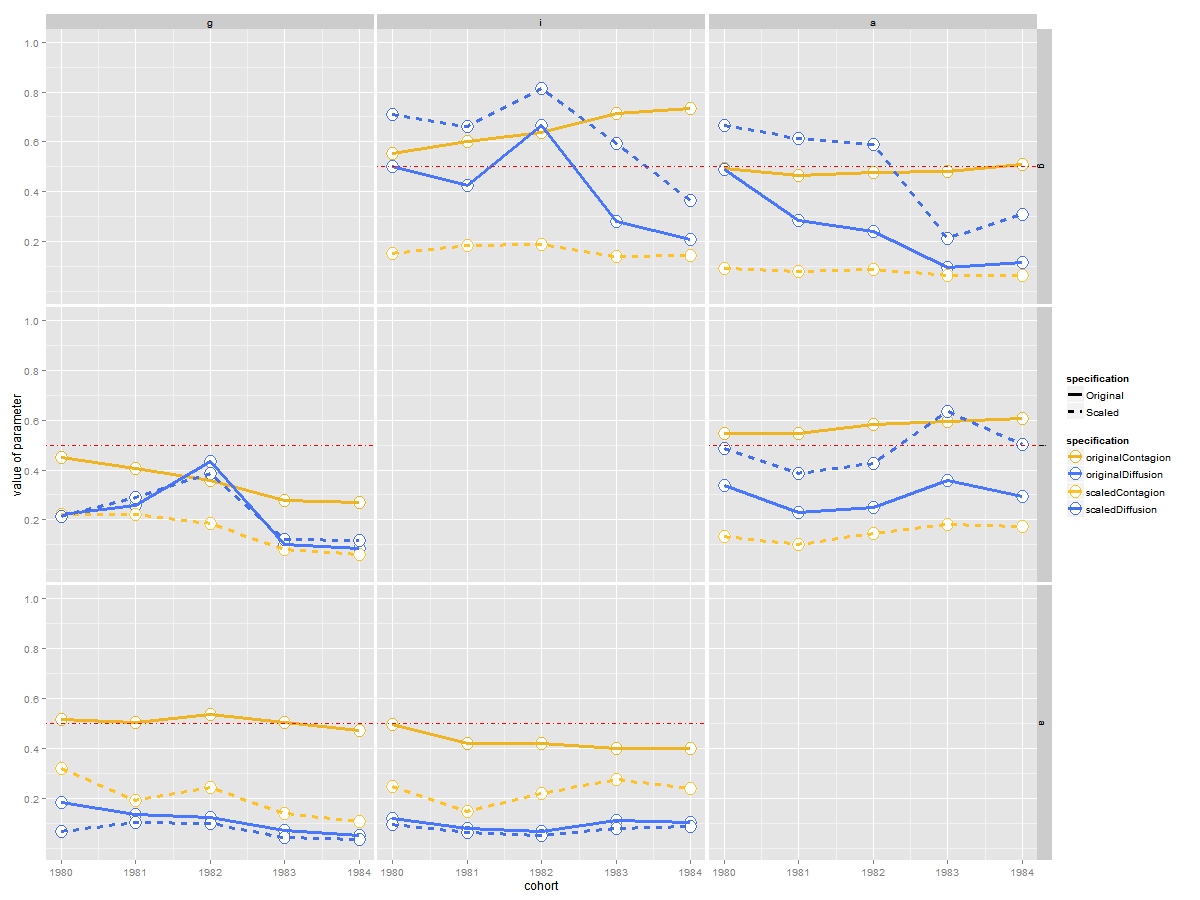 g i a
1.0
0.8
0.6
0.4
0.2
g
1.0
0.8
0.6
0.4
0.2
i
1.0
0.8
0.6
0.4
0.2
a
value of parameter
1980 1981 1982 1983 1984 1980 1981 1982 1983 1984 1980 1981 1982 1983 1984
cohort
specification
Original
Scaled
specification
originalContagion
originalDiffusion
scaledContagion
scaledDiffusion